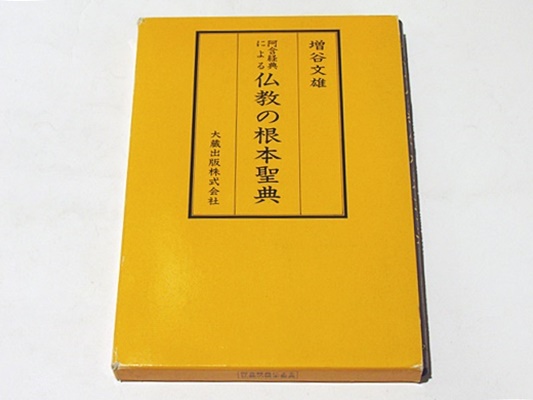 増谷文雄
阿含経典
による
仏教の根本聖典
大蔵出版株式会社